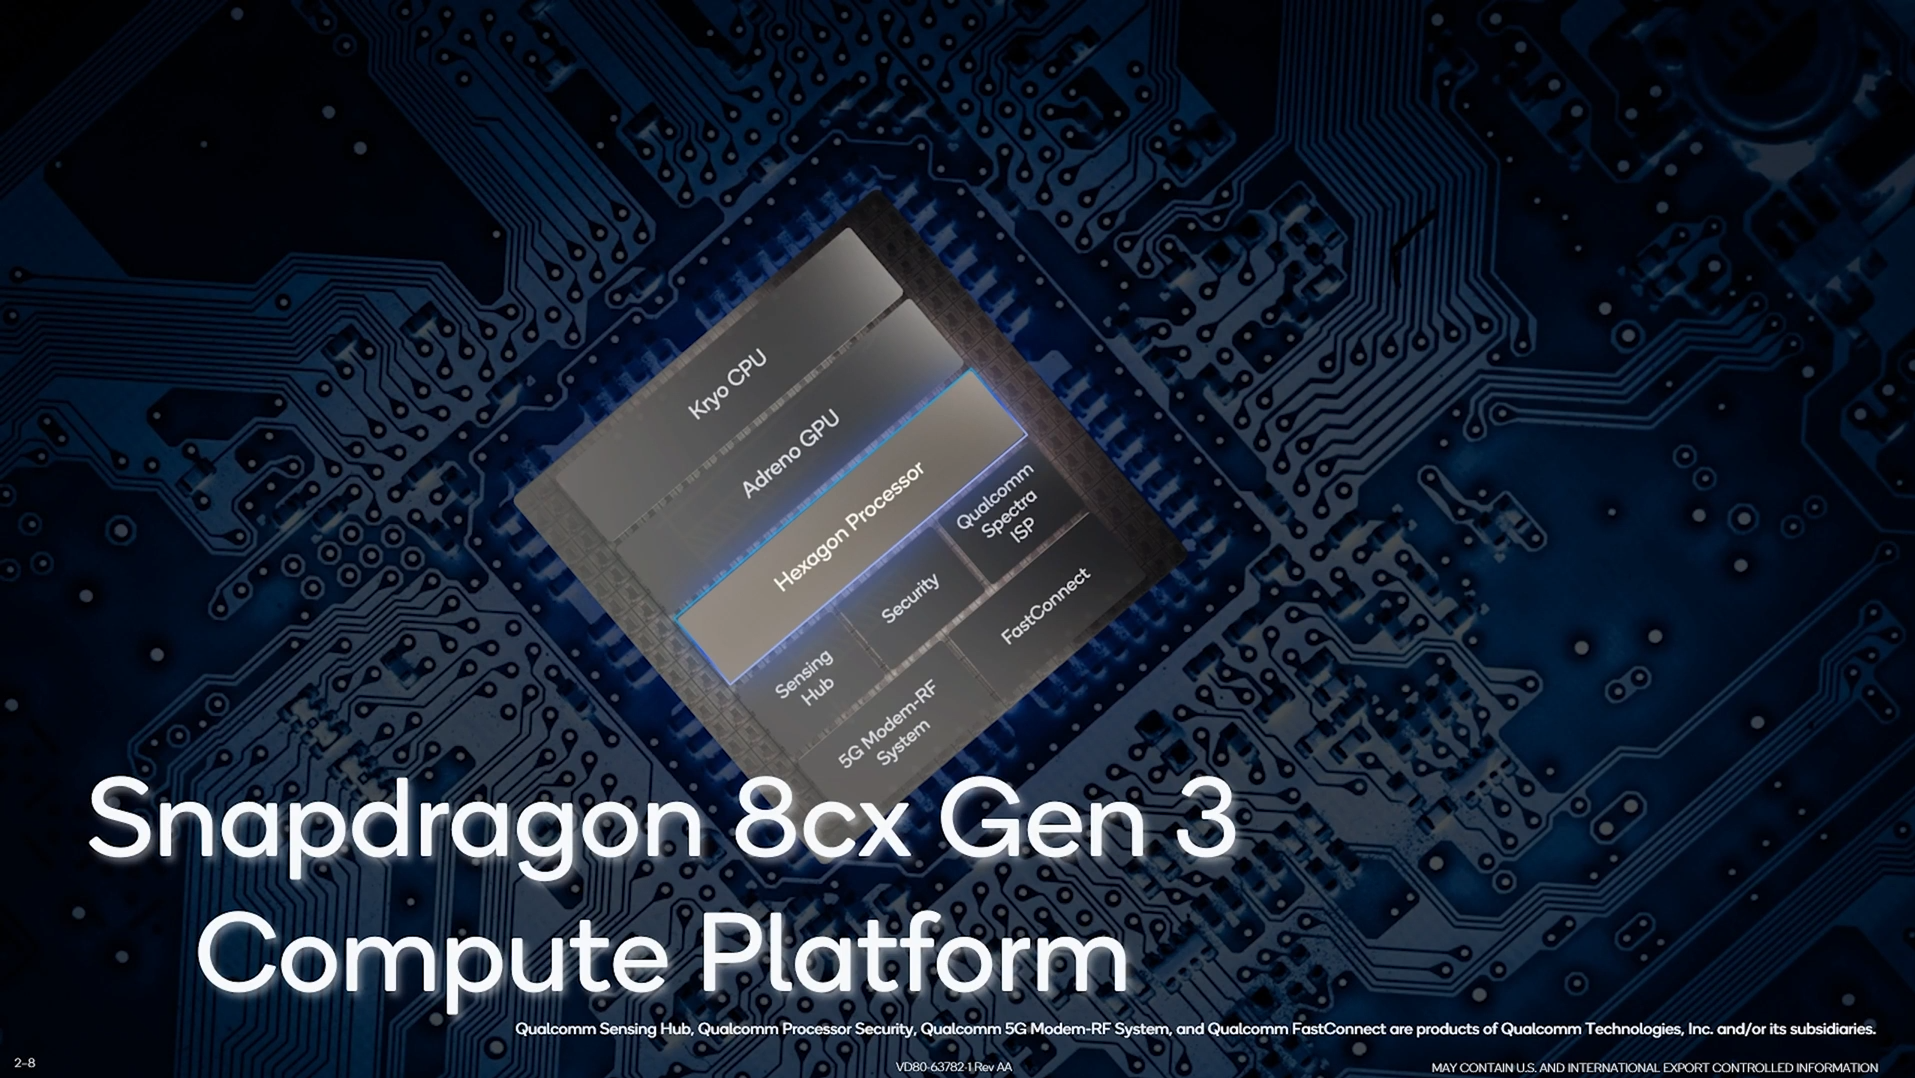 Kryo CPU
Adreno GPU
Hexagon Processor
Qualcomm
Spectra
ISP
Security
FastConnect
Sensing
Hub
5G Modem-RF
System
Snapdragon 8cx Gen 3
Compute Platform
Qualcomm Sensing Hub, Qualcomm Processor Security, Qualcomm 5G Modem-RF System, and Qualcomm FastConnect are products of Qualcomm Technologies, Inc. and/or its subsidiaries.
2-8
VD80-63782-1 Rev AA
MAY CONTAIN U.S. AND INTERNATIONAL EXPORT CONTROLLED INFORMATION